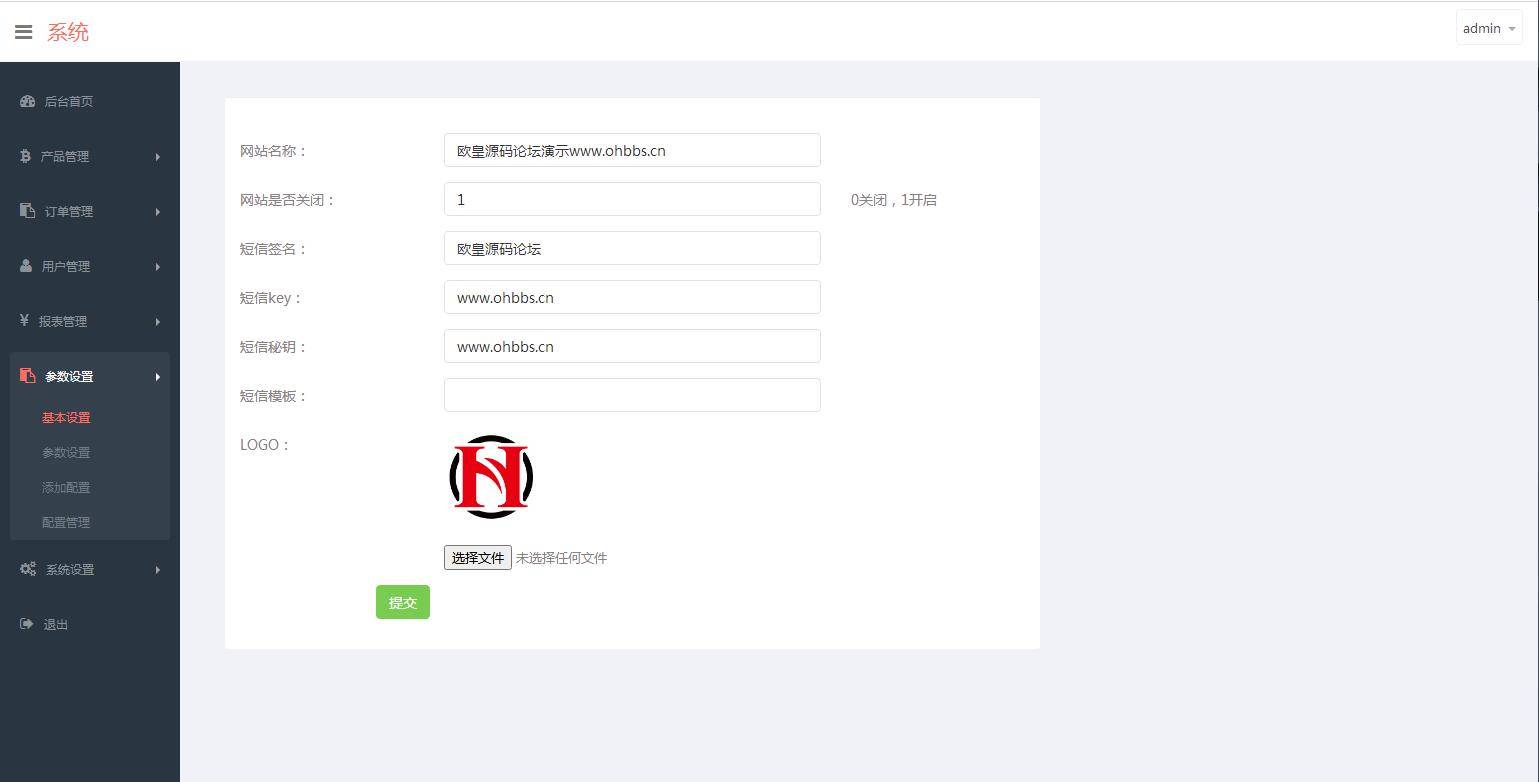 系统
admin
后台首页
产品管理
订单管理
用户管理
报表管理
参数设置
基本设置
参数设置
添加配置
配置管理
系统设置
退出
网站名称：
欧皇源码论坛演示www.ohbbs.cn
网站是否关闭：
1
0关闭，1开启
短信签名：
欧皇源码论坛
短信key：
www.ohbbs.cn
短信秘钥：
www.ohbbs.cn
短信模板：
LOGO：
选择文件 未选择任何文件
提交